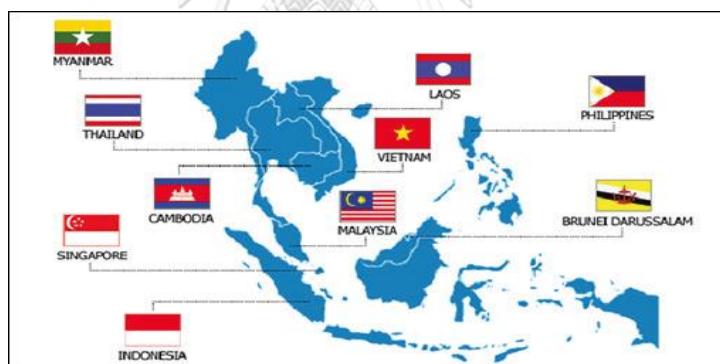 MYANMAR
LAOS
PHILIPPINES
THAILAND
VIETNAM
CAMBODIA
MALAYSIA
BRUNEI DARUSSALAM
SINGAPORE
INDONESIA